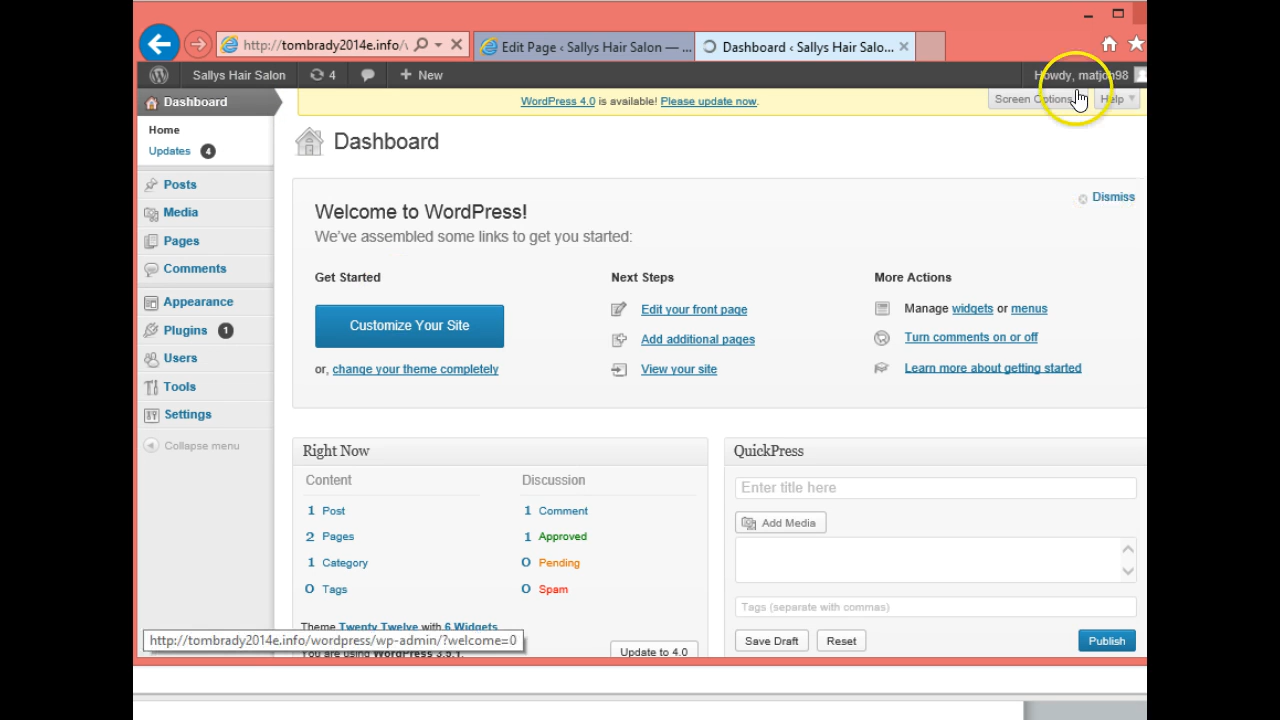 http://tombrady2014e.info/
Edit Page ‹ Sallys Hair Salon — ...
Dashboard ‹ Sallys Hair Salo...
Sallys Hair Salon
4
+ New
Howdy, matjoh98
Dashboard
WordPress 4.0 is available! Please update now.
Screen Options
Help
Home
Updates 4
Dashboard
Posts
Media
Pages
Comments
Appearance
Plugins 1
Users
Tools
Settings
Collapse menu
Dismiss
Welcome to WordPress!
We've assembled some links to get you started:
Get Started
Customize Your Site
or, change your theme completely
Next Steps
Edit your front page
Add additional pages
View your site
More Actions
Manage widgets or menus
Turn comments on or off
Learn more about getting started
Right Now
Content
1 Post
2 Pages
1 Category
0 Tags
Discussion
1 Comment
1 Approved
0 Pending
0 Spam
Theme Twenty Twelve with 6 Widgets
You are using WordPress 3.5.1.
Update to 4.0
QuickPress
Enter title here
Add Media
Tags (separate with commas)
Save Draft
Reset
Publish
http://tombrady2014e.info/wordpress/wp-admin/?welcome=0